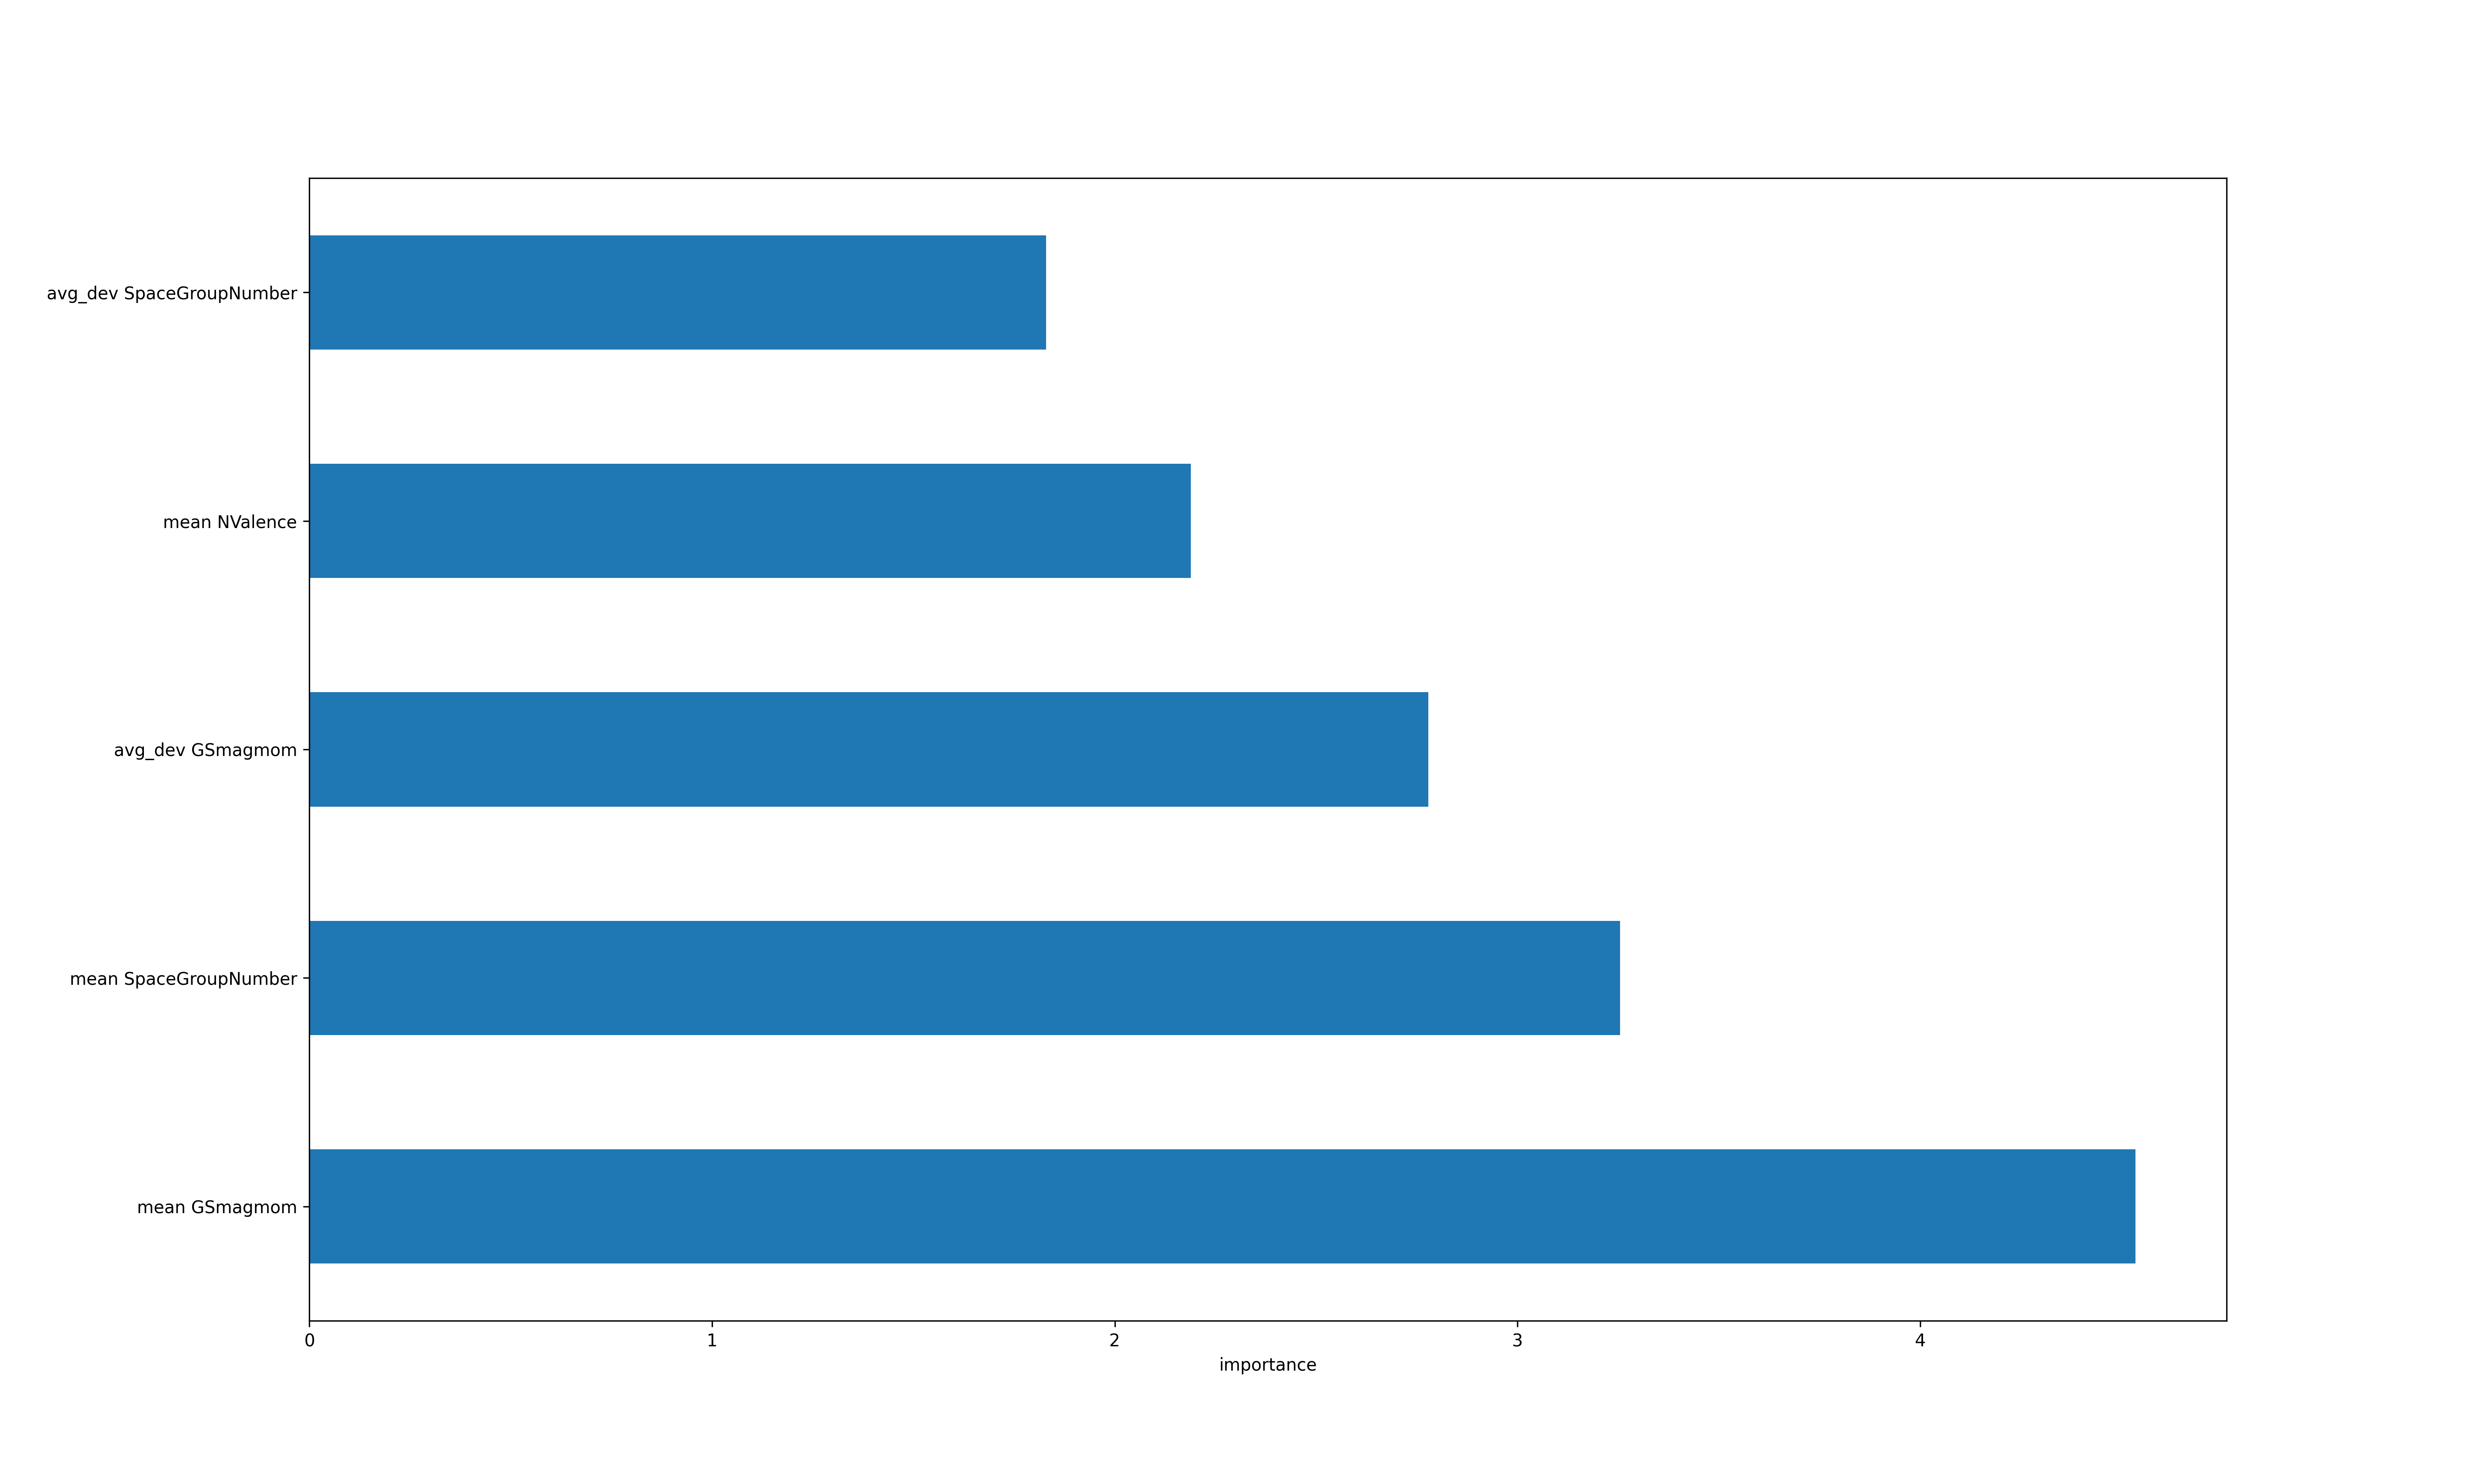 avg_dev SpaceGroupNumber
mean NValence
avg_dev GSmagmom
mean SpaceGroupNumber
mean GSmagmom
0 1 2 3 4
importance